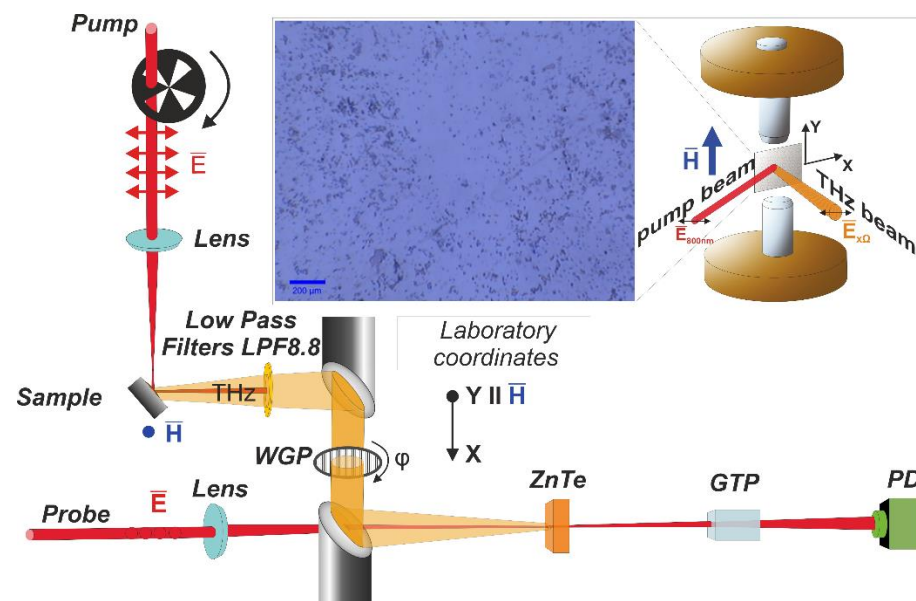 Pump
E
Lens
200 µm
H
Y
X
pump beam
THz beam
E800nm
ExΩ
Low Pass
Filters LPF8.8
Laboratory
coordinates
Sample
THz
Y II H
H
X
WGP
φ
ZnTe
GTP
PD
Lens
E
Probe